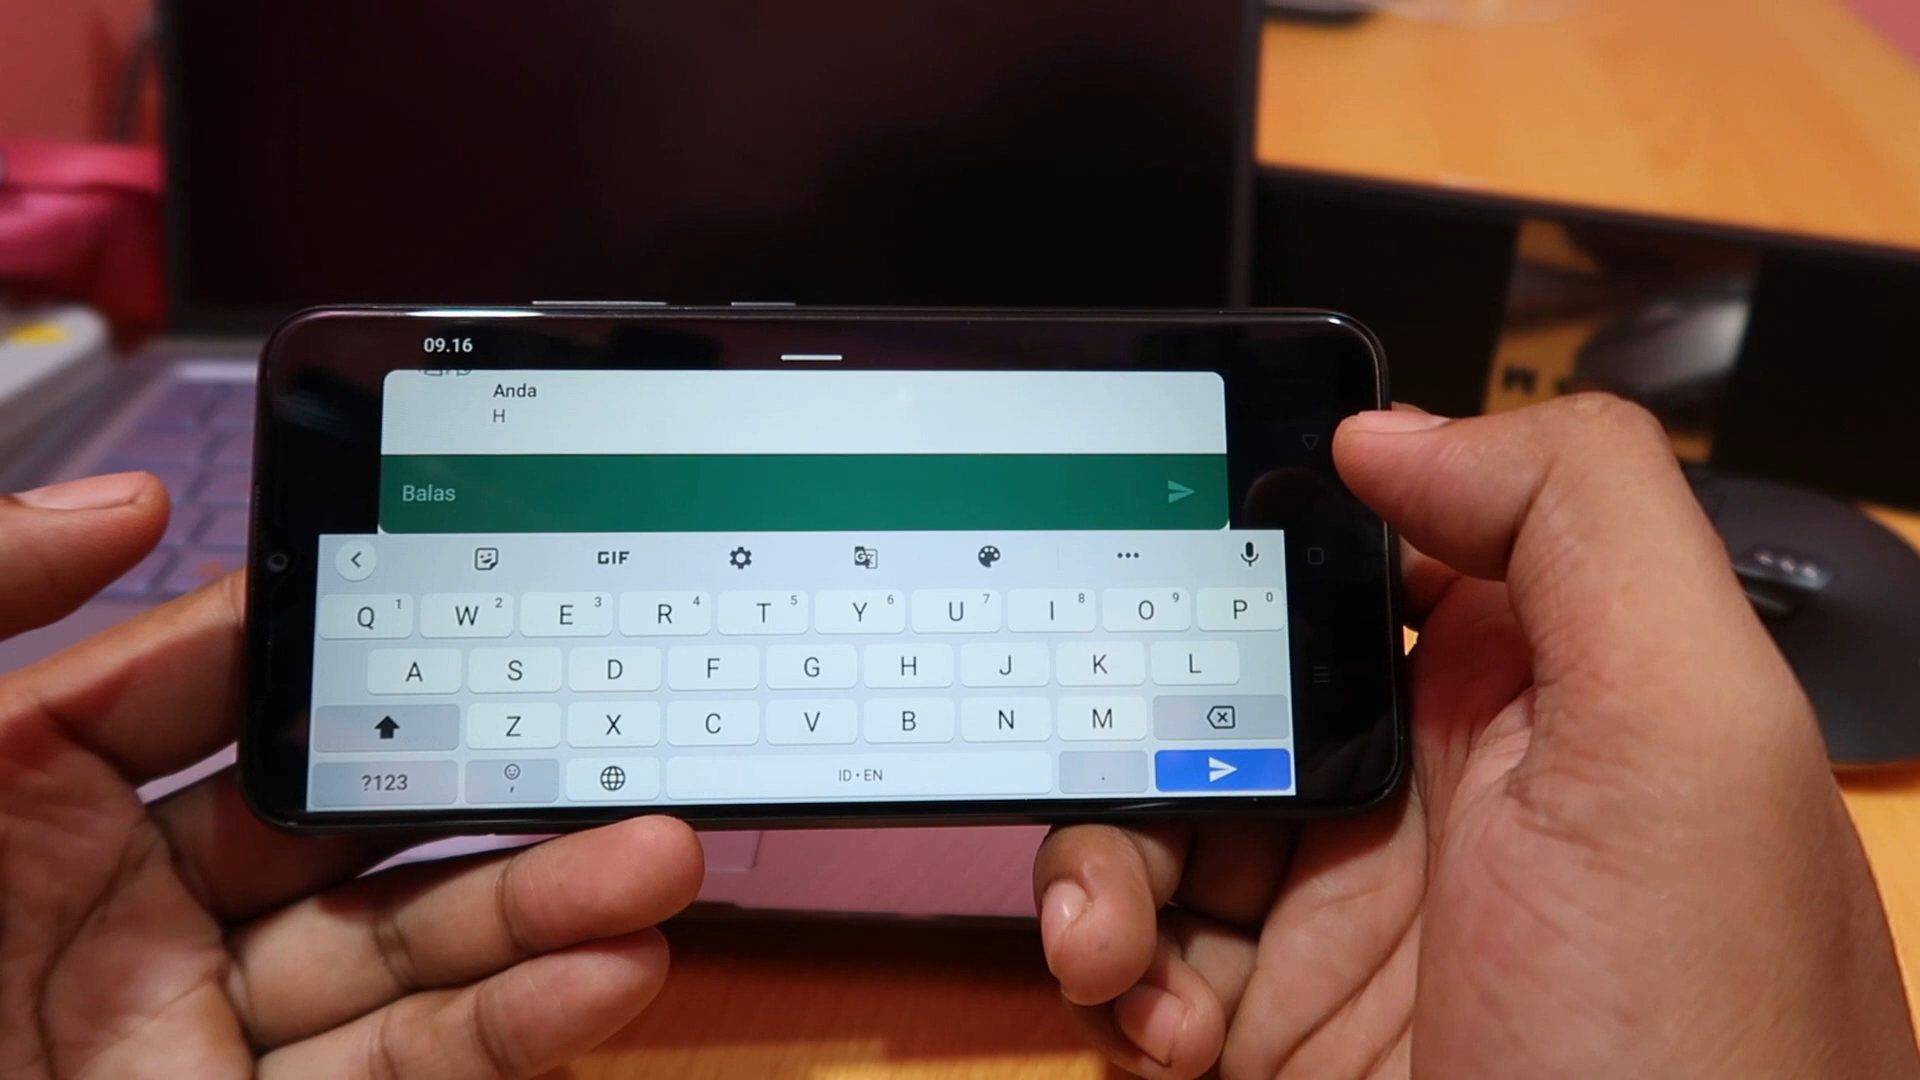 09.16
Anda
H
Balas
GIF
Q 1 W 2 E 3 R 4 T 5 Y 6 U 7 I 8 O 9 P 0
A S D F G H J K L
Z X C V B N M
?123 , ID • EN .